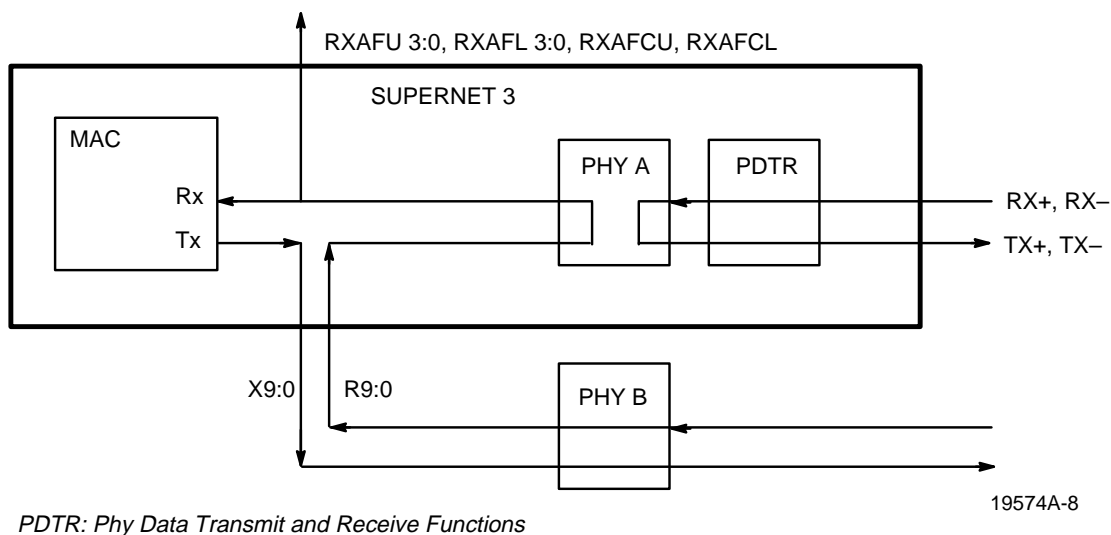 RXAFU 3:0, RXAFL 3:0, RXAFCU, RXAFCL
SUPERNET 3
MAC
PHY A
PDTR
Rx
RX+, RX–
Tx
TX+, TX–
X9:0
R9:0
PHY B
19574A-8
PDTR: Phy Data Transmit and Receive Functions